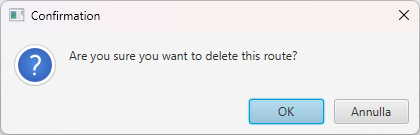 Confirmation
Are you sure you want to delete this route?
OK
Annulla